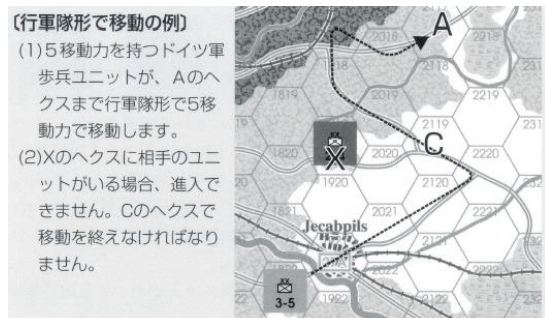 〔行軍隊形で移動の例〕
(1)5移動力を持つドイツ軍
歩兵ユニットが、Aのヘ
クスまで行軍隊形で5移
動力で移動します。
(2)Xのヘクスに相手のユニ
ットがいる場合、進入で
きません。Cのヘクスで
移動を終えなければなり
ません。
A
2018
2118
1819
2219
2119
C
1820
X
2020
2220
1920
2120
1821
2021
Jecabpils
2022
3-5
1922
2122